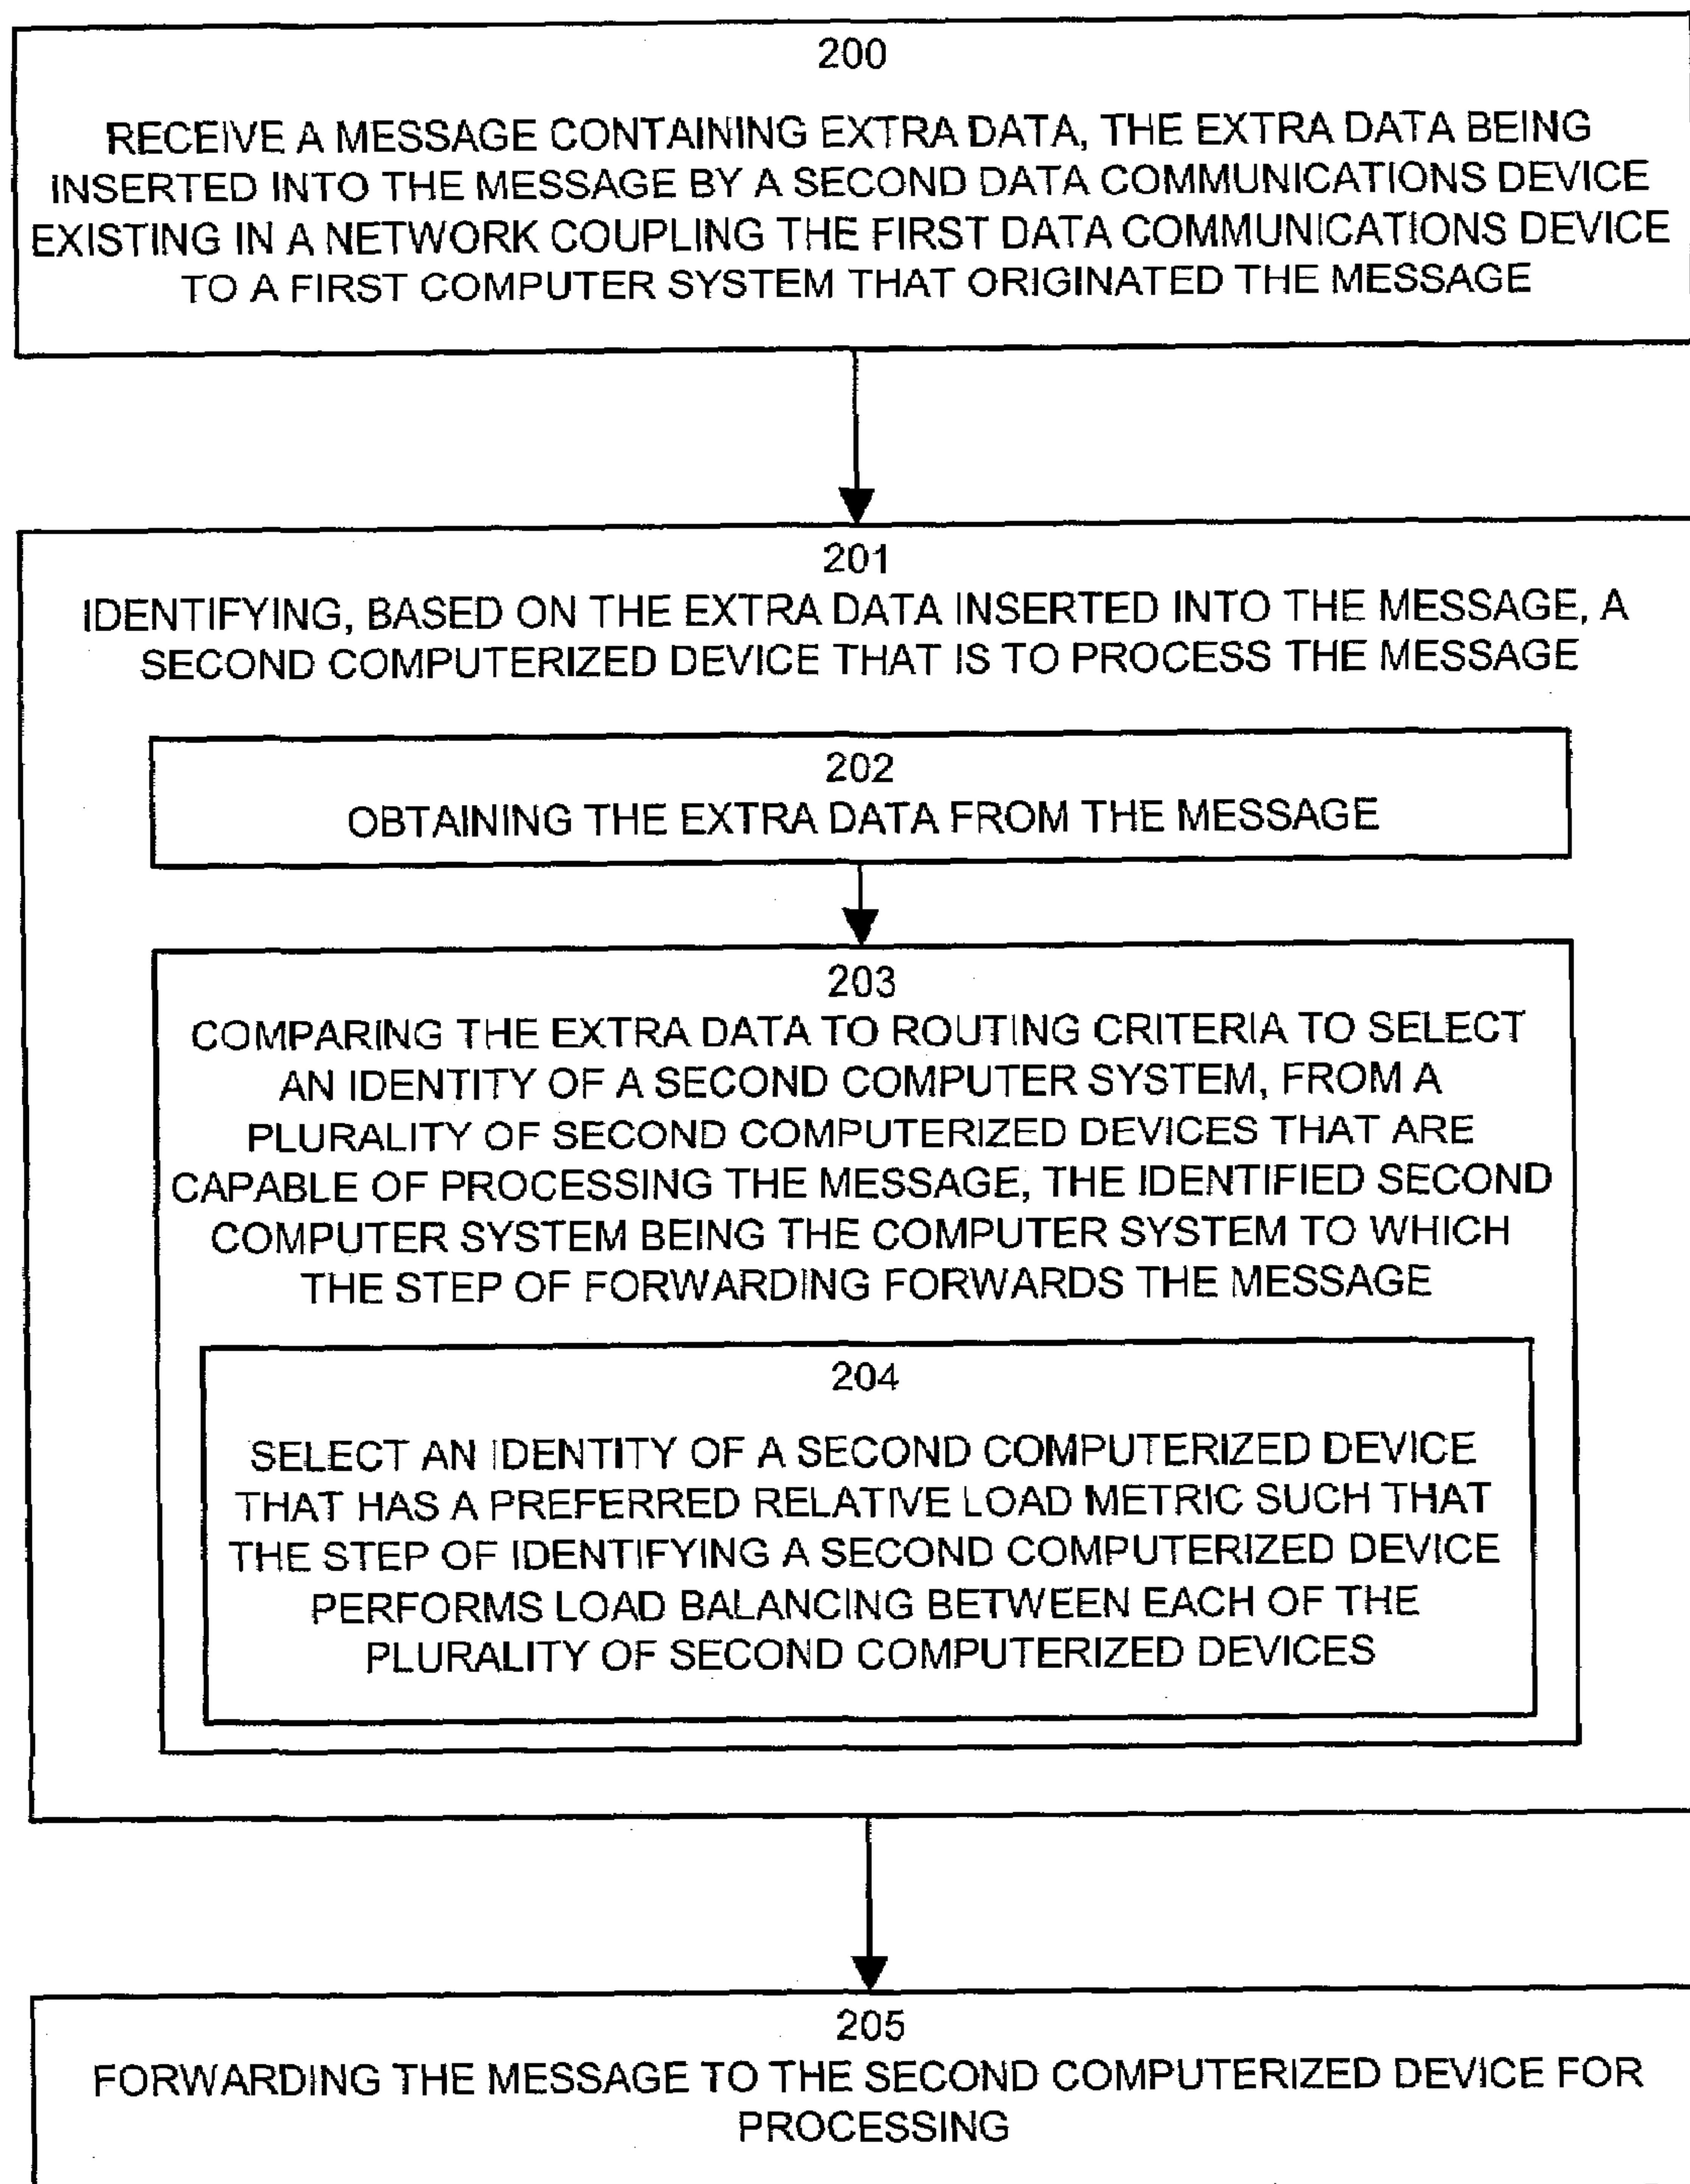 200
RECEIVE A MESSAGE CONTAINING EXTRA DATA, THE EXTRA DATA BEING
INSERTED INTO THE MESSAGE BY A SECOND DATA COMMUNICATIONS DEVICE
EXISTING IN A NETWORK COUPLING THE FIRST DATA COMMUNICATIONS DEVICE
TO A FIRST COMPUTER SYSTEM THAT ORIGINATED THE MESSAGE
201
IDENTIFYING, BASED ON THE EXTRA DATA INSERTED INTO THE MESSAGE, A
SECOND COMPUTERIZED DEVICE THAT IS TO PROCESS THE MESSAGE
202
OBTAINING THE EXTRA DATA FROM THE MESSAGE
203
COMPARING THE EXTRA DATA TO ROUTING CRITERIA TO SELECT
AN IDENTITY OF A SECOND COMPUTER SYSTEM, FROM A
PLURALITY OF SECOND COMPUTERIZED DEVICES THAT ARE
CAPABLE OF PROCESSING THE MESSAGE, THE IDENTIFIED SECOND
COMPUTER SYSTEM BEING THE COMPUTER SYSTEM TO WHICH
THE STEP OF FORWARDING FORWARDS THE MESSAGE
204
SELECT AN IDENTITY OF A SECOND COMPUTERIZED DEVICE
THAT HAS A PREFERRED RELATIVE LOAD METRIC SUCH THAT
THE STEP OF IDENTIFYING A SECOND COMPUTERIZED DEVICE
PERFORMS LOAD BALANCING BETWEEN EACH OF THE
PLURALITY OF SECOND COMPUTERIZED DEVICES
205
FORWARDING THE MESSAGE TO THE SECOND COMPUTERIZED DEVICE FOR
PROCESSING